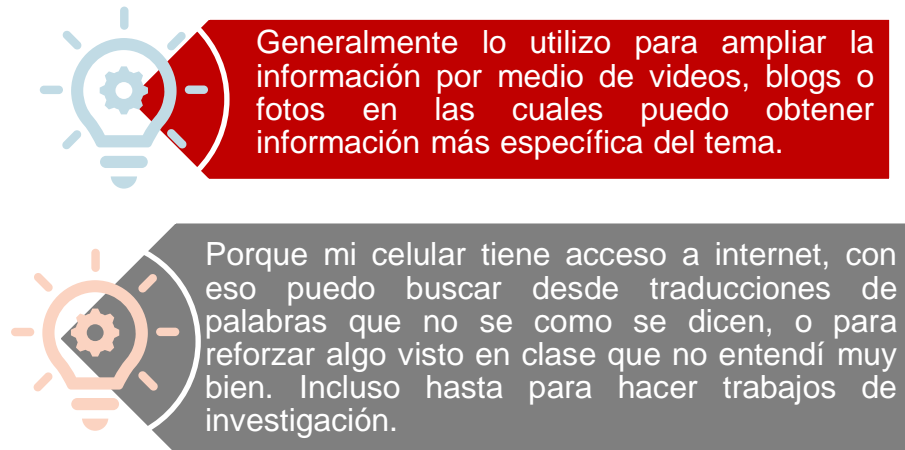 Generalmente lo utilizo para ampliar la
información por medio de videos, blogs o
fotos en las cuales puedo obtener
información más específica del tema.
Porque mi celular tiene acceso a internet, con
eso puedo buscar desde traducciones de
palabras que no se como se dicen, o para
reforzar algo visto en clase que no entendí muy
bien. Incluso hasta para hacer trabajos de
investigación.